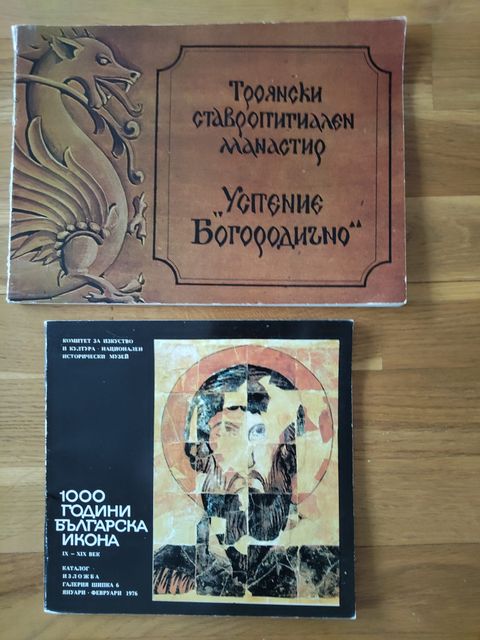 Троянски
ставропигиален
манастир
„Успение
Богородично“
КОМИТЕТ ЗА ИЗКУСТВО
И КУЛТУРА · НАЦИОНАЛЕН
ИСТОРИЧЕСКИ МУЗЕЙ
1000
ГОДИНИ
БЪЛГАРСКА
ИКОНА
IX – XIX ВЕК
КАТАЛОГ
ИЗЛОЖБА
ГАЛЕРИЯ ШИПКА 6
ЯНУАРИ · ФЕВРУАРИ 1976